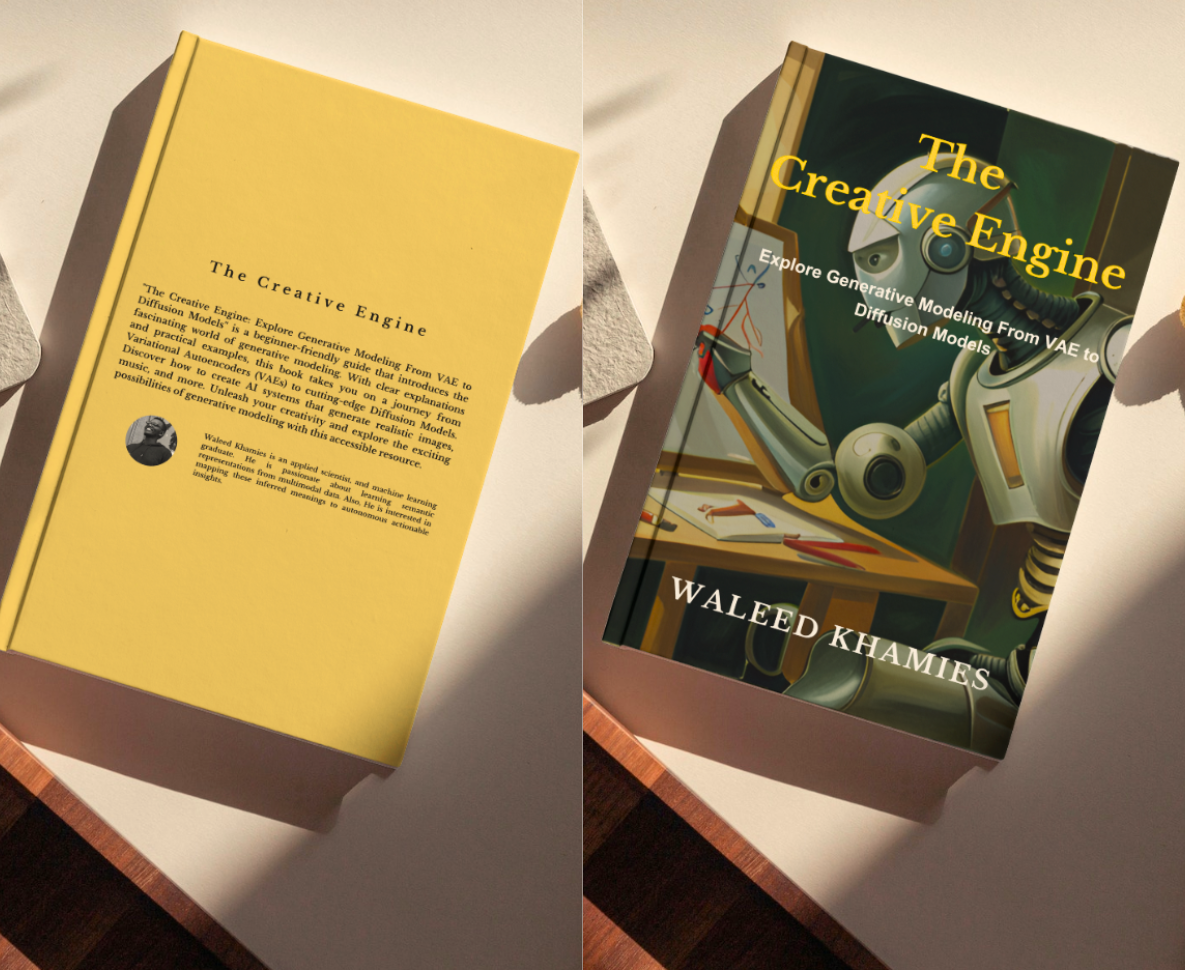 The Creative Engine
"The Creative Engine: Explore Generative Modeling From VAE to
Diffusion Models" is a beginner-friendly guide that introduces the
fascinating world of generative modeling. With clear explanations
and practical examples, this book takes you on a journey from
Variational Autoencoders (VAEs) to cutting-edge Diffusion Models.
Discover how to create AI systems that generate realistic images,
music, and more. Unleash your creativity and explore the exciting
possibilities of generative modeling with this accessible resource.
Waleed Khamies is an applied scientist, and machine learning
graduate. He is passionate about learning semantic
representations from multimodal data. Also, He is interested in
mapping these inferred meanings to autonomous actionable
insights.
The
Creative Engine
Explore Generative Modeling From VAE to
Diffusion Models
WALEED KHAMIES